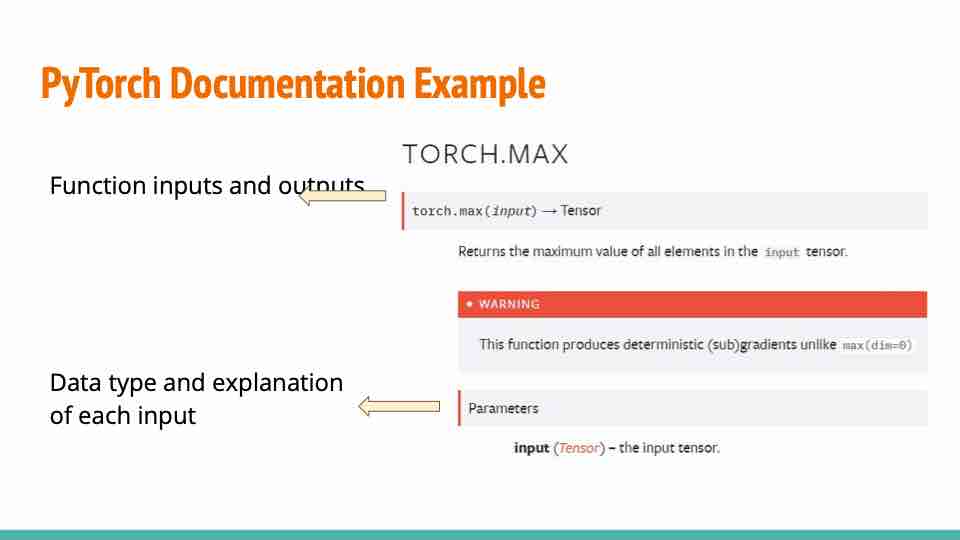 PyTorch Documentation Example
TORCH.MAX
Function inputs and outputs
torch.max(input) → Tensor
Returns the maximum value of all elements in the input tensor.
• WARNING
This function produces deterministic (sub)gradients unlike max(dim=0)
Data type and explanation
of each input
Parameters
input (Tensor) – the input tensor.